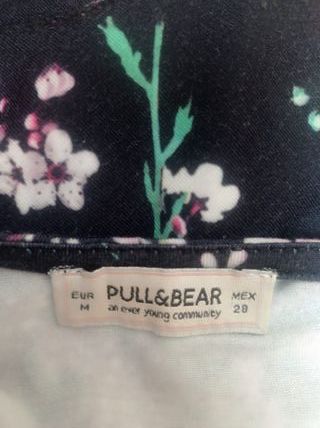 EUR PULL&BEAR MEX
M an ever young community 28